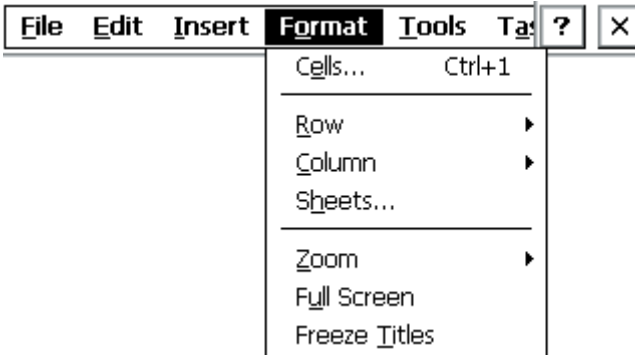 File Edit Insert Format Tools ?
Cells... Ctrl+1
Row
Column
Sheets...
Zoom
Full Screen
Freeze Titles